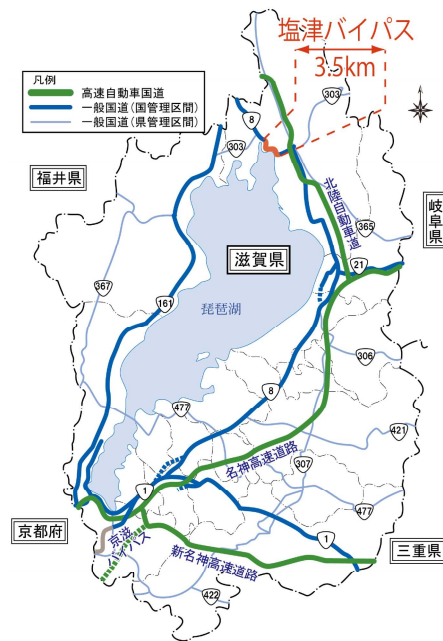 塩津バイパス
3.5km
凡例
高速自動車国道
一般国道(国管理区間)
一般国道(県管理区間)
303
8
303
福井県
北陸自動車道
岐阜県
365
滋賀県
21
367
161
琵琶湖
306
8
477
421
名神高速道路
307
477
1
京都府
京滋バイパス
1
新名神高速道路
三重県
422